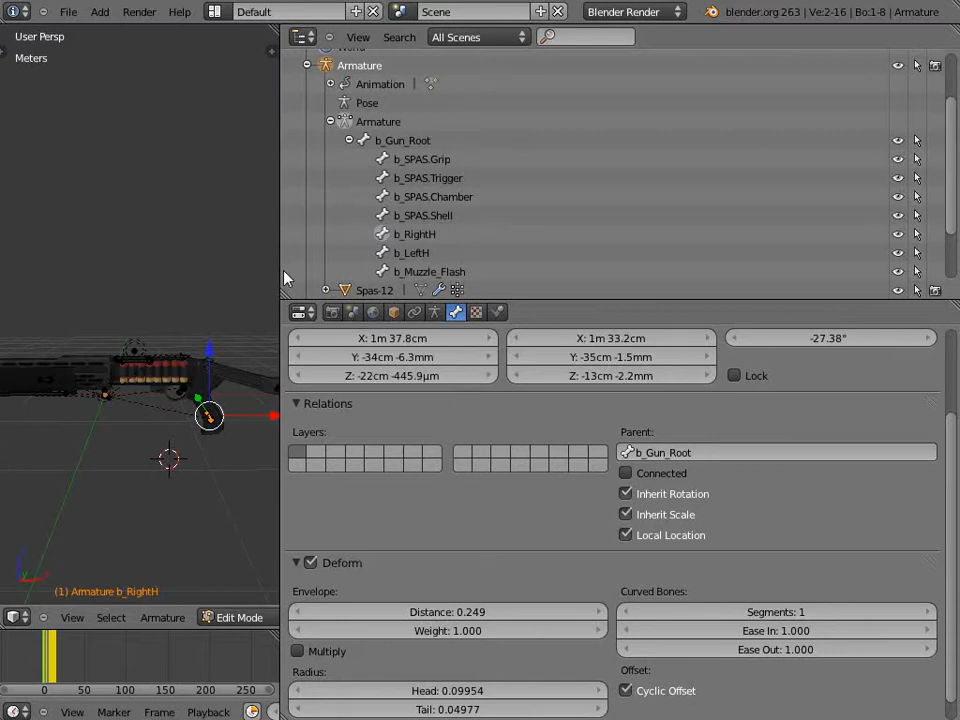 File Add Render Help Default Scene Blender Render blender.org 263 | Ve:2-16 | Bo:1-8 | Armature
User Persp
Meters
View Search All Scenes
Armature
Animation
Pose
Armature
b_Gun_Root
b_SPAS.Grip
b_SPAS.Trigger
b_SPAS.Chamber
b_SPAS.Shell
b_RightH
b_LeftH
b_Muzzle_Flash
Spas-12
X: 1m 37.8cm X: 1m 33.2cm -27.38°
Y: -34cm -6.3mm Y: -35cm -1.5mm
Z: -22cm -445.9µm Z: -13cm -2.2mm Lock
Relations
Layers: Parent:
b_Gun_Root
Connected
Inherit Rotation
Inherit Scale
Local Location
Deform
Envelope: Curved Bones:
Distance: 0.249 Segments: 1
Weight: 1.000 Ease In: 1.000
Multiply Ease Out: 1.000
Radius: Offset:
Head: 0.09954 Cyclic Offset
Tail: 0.04977
(1) Armature b_RightH
View Select Armature Edit Mode
0 50 100 150 200 250
View Marker Frame Playback